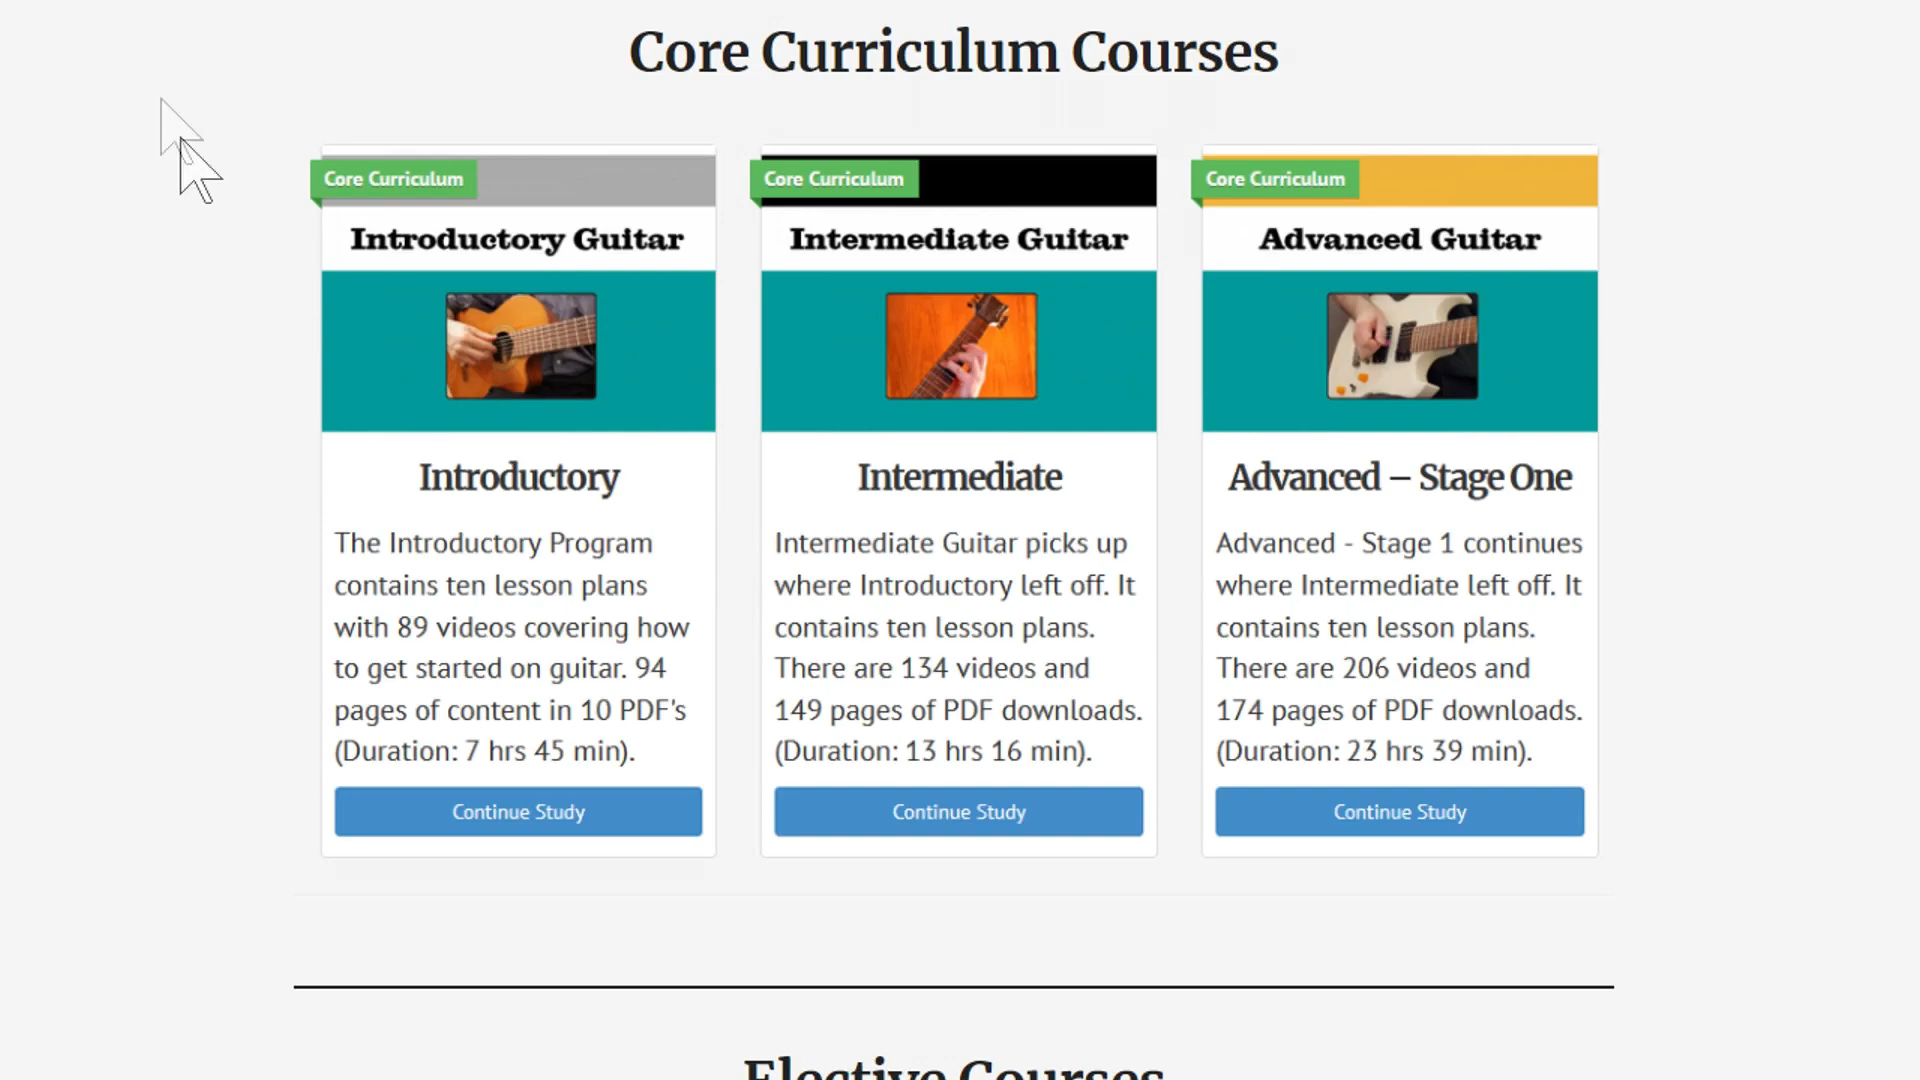 Core Curriculum Courses
Core Curriculum
Introductory Guitar
Introductory
The Introductory Program
contains ten lesson plans
with 89 videos covering how
to get started on guitar. 94
pages of content in 10 PDF's
(Duration: 7 hrs 45 min).
Continue Study
Core Curriculum
Intermediate Guitar
Intermediate
Intermediate Guitar picks up
where Introductory left off. It
contains ten lesson plans.
There are 134 videos and
149 pages of PDF downloads.
(Duration: 13 hrs 16 min).
Continue Study
Core Curriculum
Advanced Guitar
Advanced – Stage One
Advanced - Stage 1 continues
where Intermediate left off. It
contains ten lesson plans.
There are 206 videos and
174 pages of PDF downloads.
(Duration: 23 hrs 39 min).
Continue Study
Elective Courses